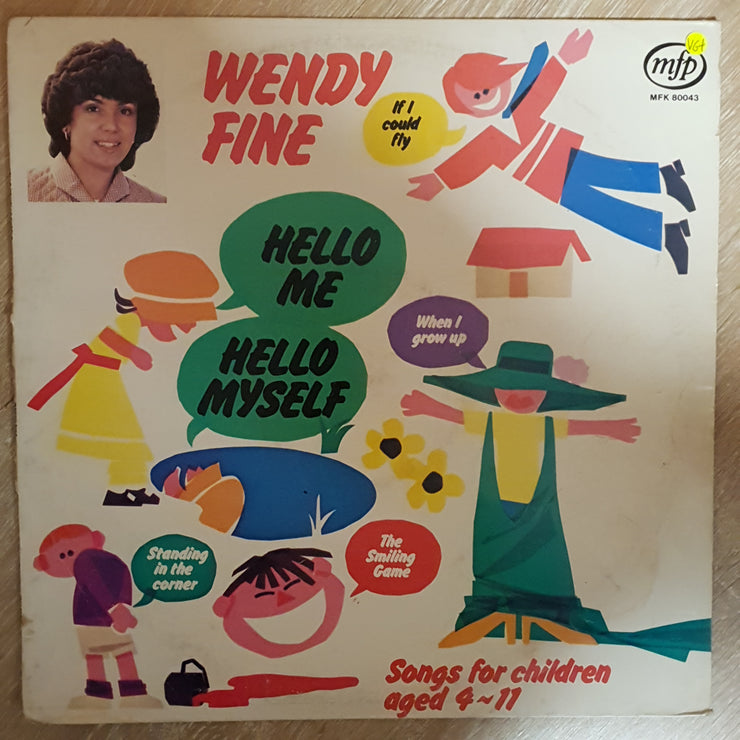 WENDY
FINE
If I
could
fly
VG+
mfp
MFK 80043
HELLO
ME
HELLO
MYSELF
When I
grow up
Standing
in the
corner
The
Smiling
Game
Songs for children
aged 4~11